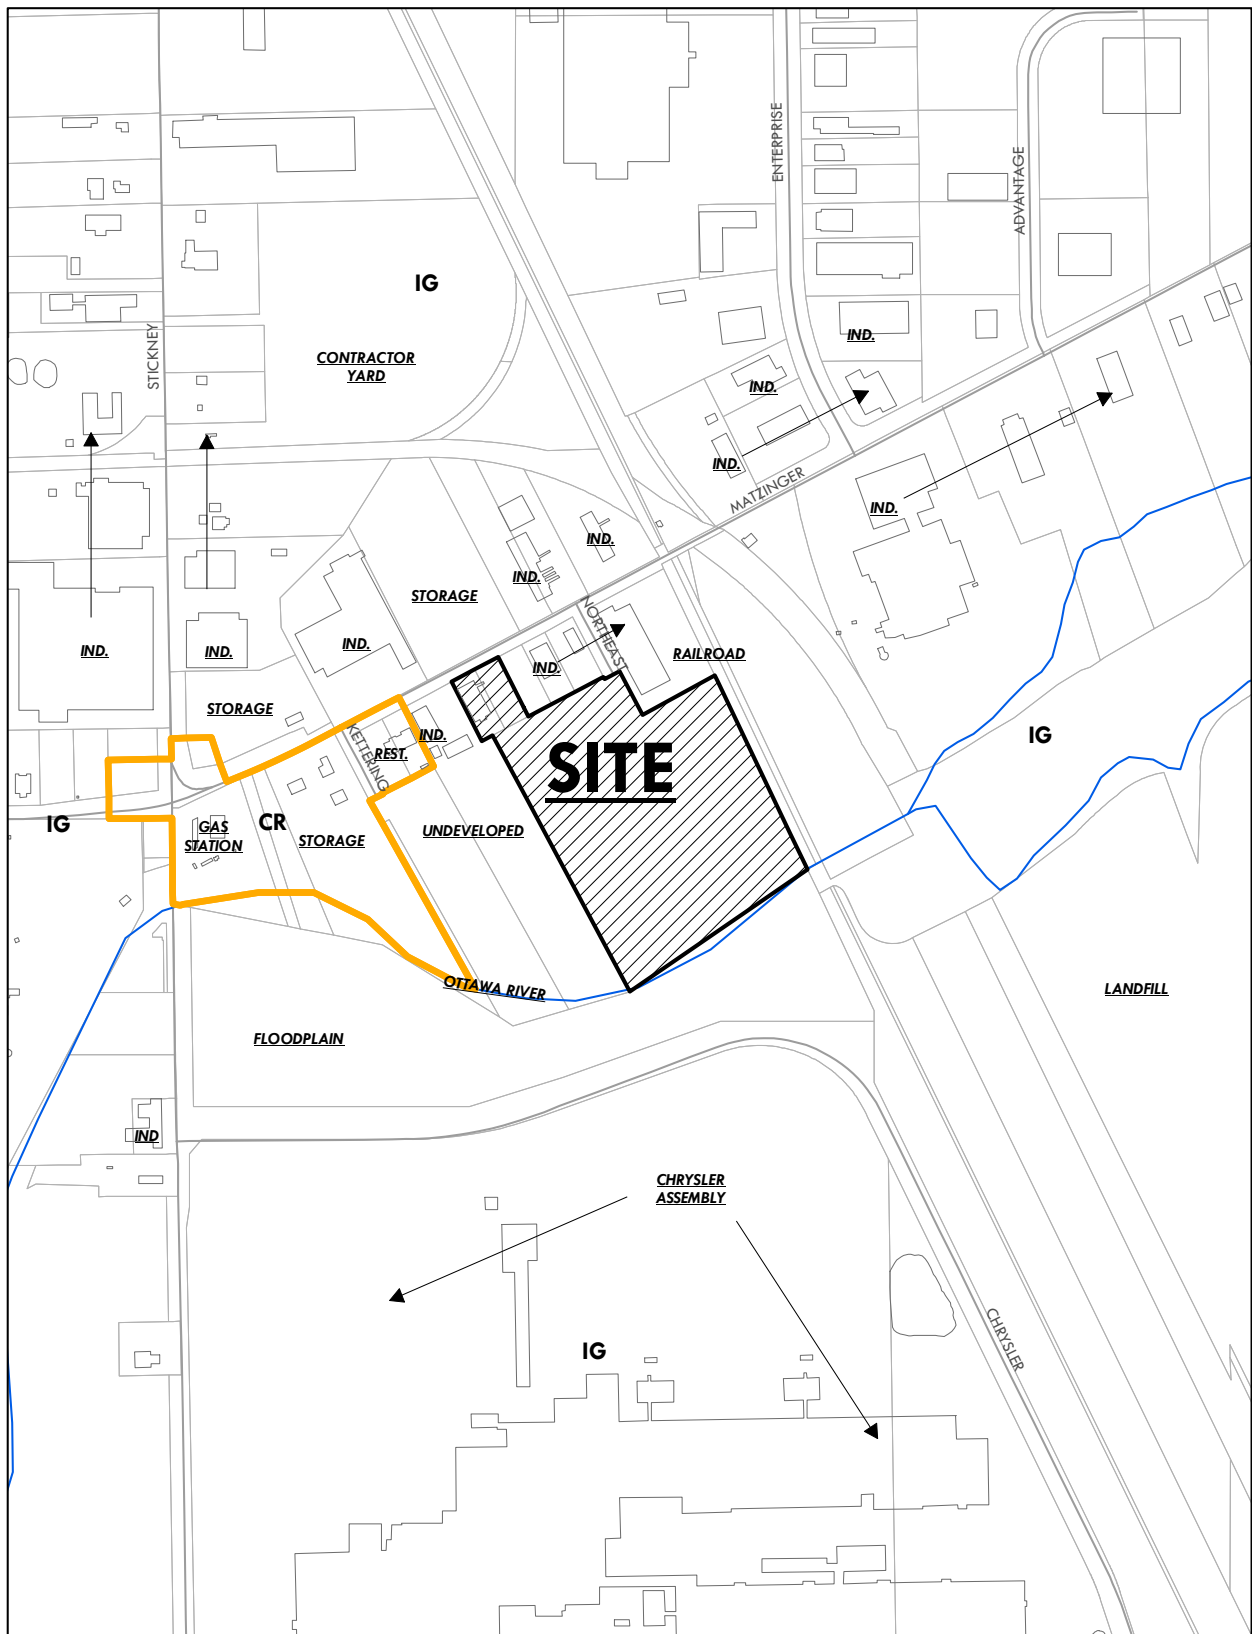 ENTERPRISE
ADVANTAGE
IG
STICKNEY
CONTRACTOR
YARD
IND.
IND.
IND.
MATZINGER
IND.
IND.
IND.
STORAGE
NORTHEAST
IND.
IND.
IND.
RAILROAD
IND.
STORAGE
KETTERING
REST.
IND.
IG
SITE
IG
GAS
STATION
CR
STORAGE
UNDEVELOPED
OTTAWA RIVER
LANDFILL
FLOODPLAIN
IND
CHRYSLER
ASSEMBLY
CHRYSLER
IG